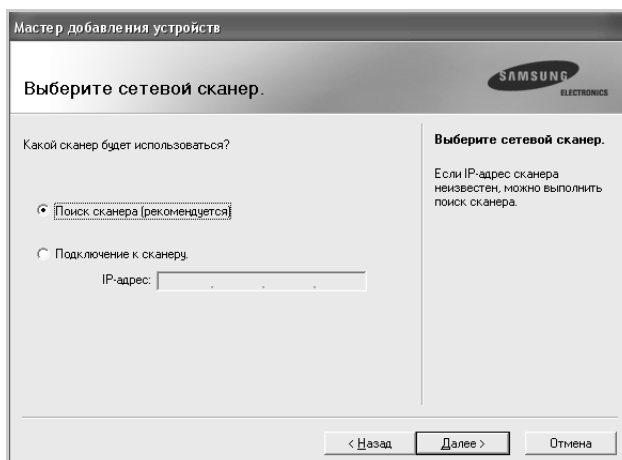 Мастер добавления устройств
Выберите сетевой сканер.
SAMSUNG
ELECTRONICS
Какой сканер будет использоваться?
Поиск сканера (рекомендуется)
Подключение к сканеру.
IP-адрес:
Выберите сетевой сканер.
Если IP-адрес сканера
неизвестен, можно выполнить
поиск сканера.
< Назад
Далее >
Отмена